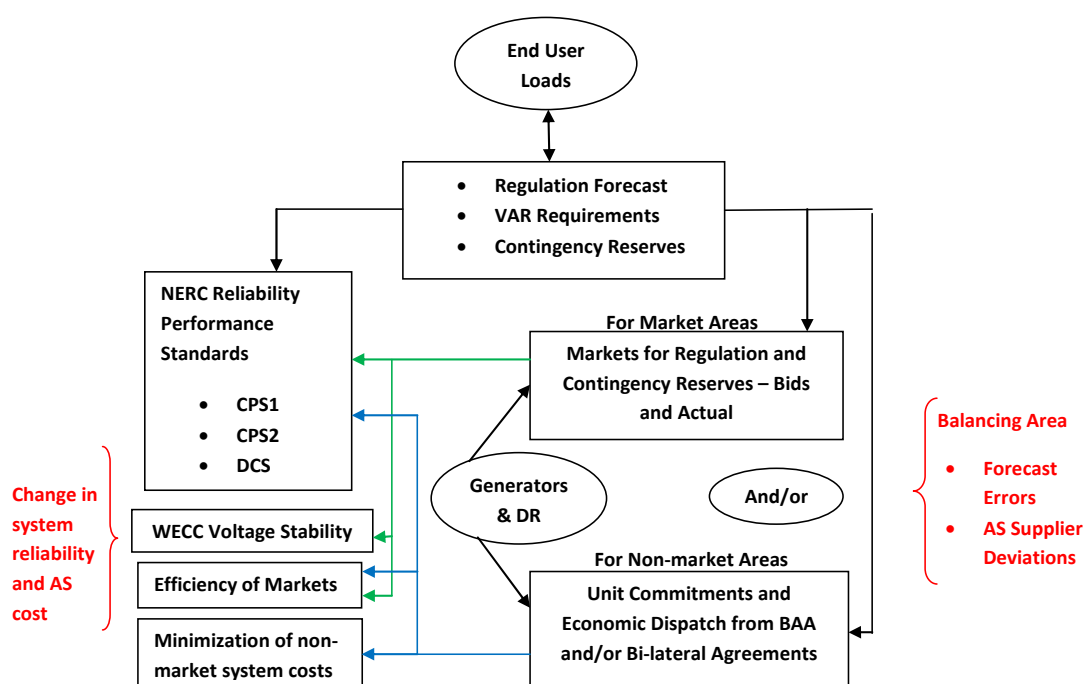 End User
Loads
• Regulation Forecast
• VAR Requirements
• Contingency Reserves
NERC Reliability
Performance
Standards
• CPS1
• CPS2
• DCS
For Market Areas
Markets for Regulation and
Contingency Reserves – Bids
and Actual
Balancing Area
• Forecast
Errors
• AS Supplier
Deviations
Generators
& DR
And/or
Change in
system
reliability
and AS
cost
WECC Voltage Stability
Efficiency of Markets
Minimization of non-
market system costs
For Non-market Areas
Unit Commitments and
Economic Dispatch from BAA
and/or Bi-lateral Agreements